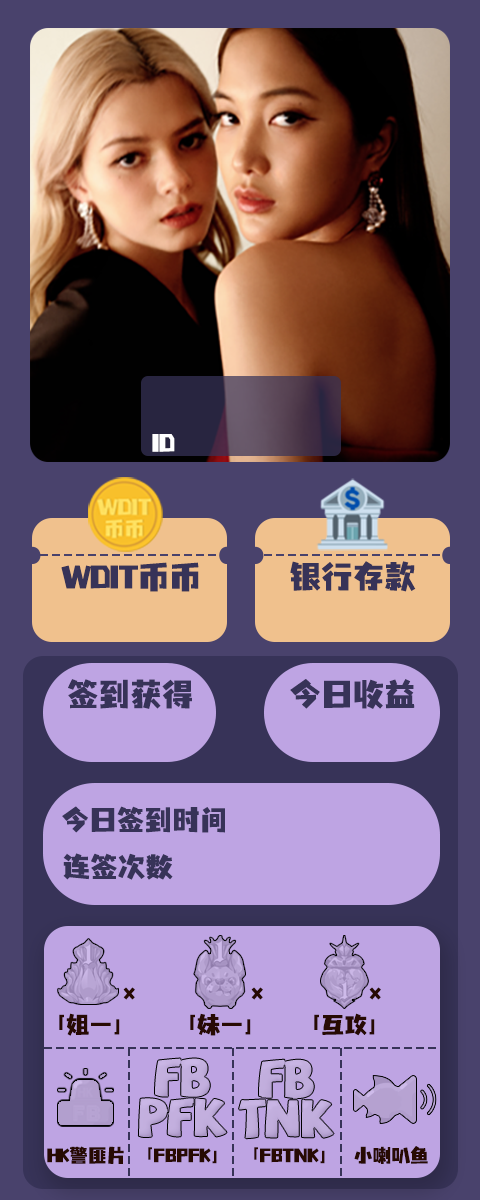 ID
WDIT
币币
WDIT币币
$
银行存款
签到获得
今日收益
今日签到时间
连签次数
×
×
×
「姐一」
「妹一」
「互攻」
FB
PFK
FB
TNK
HK警匪片
「FBPFK」
「FBTNK」
小喇叭鱼